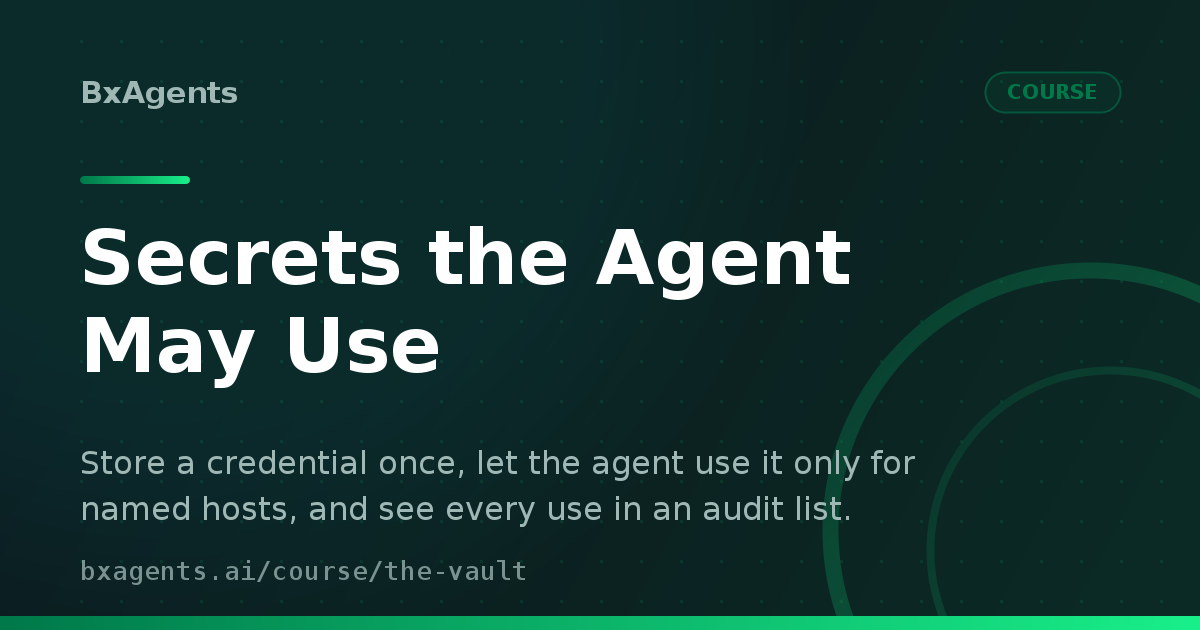 BxAgents
COURSE
Secrets the Agent
May Use
Store a credential once, let the agent use it only for
named hosts, and see every use in an audit list.
bxagents.ai/course/the-vault